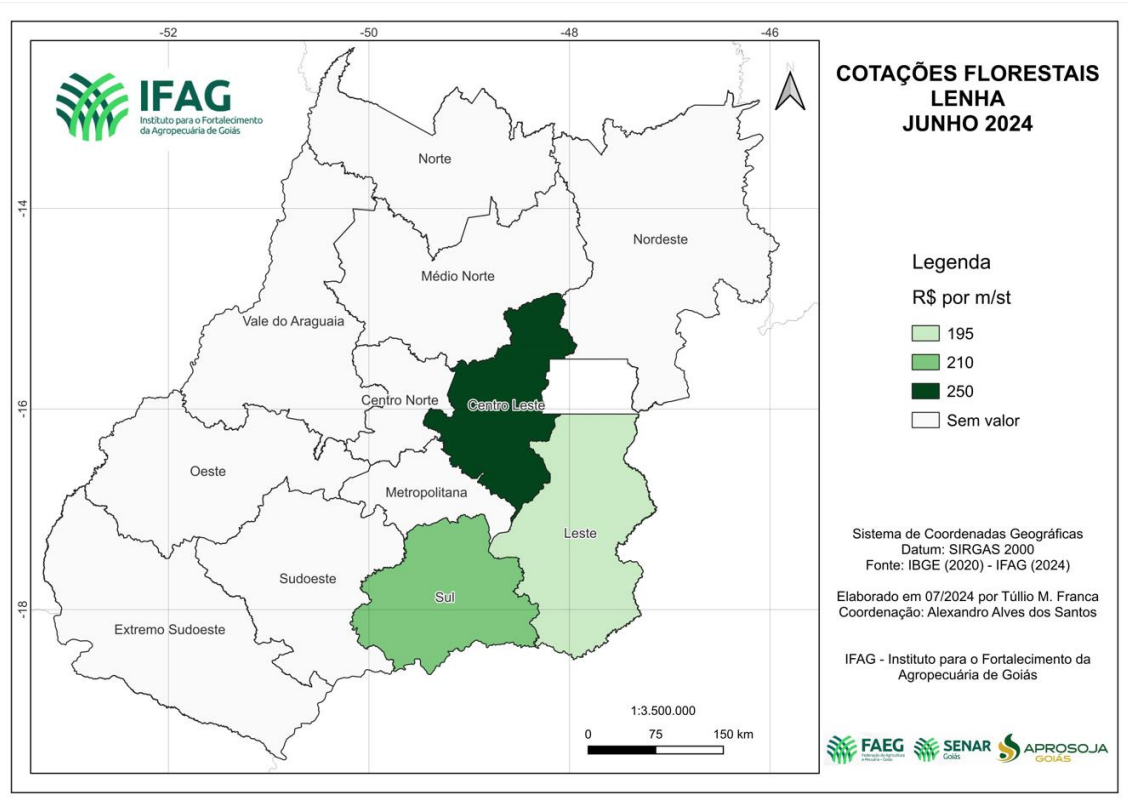 -52
-50
-48
-46
IFAG
Instituto para o Fortalecimento
da Agropecuária de Goiás
N
COTAÇÕES FLORESTAIS
LENHA
JUNHO 2024
Norte
-14
Nordeste
Médio Norte
Vale do Araguaia
Centro Norte
Centro Leste
-16
Oeste
Metropolitana
Leste
Sudoeste
Sul
-18
Extremo Sudoeste
Legenda
R$ por m/st
195
210
250
Sem valor
Sistema de Coordenadas Geográficas
Datum: SIRGAS 2000
Fonte: IBGE (2020) - IFAG (2024)
Elaborado em 07/2024 por Túllio M. Franca
Coordenação: Alexandro Alves dos Santos
IFAG - Instituto para o Fortalecimento da
Agropecuária de Goiás
1:3.500.000
0 75 150 km
FAEG
SENAR
Goiás
APROSOJA
GOIÁS